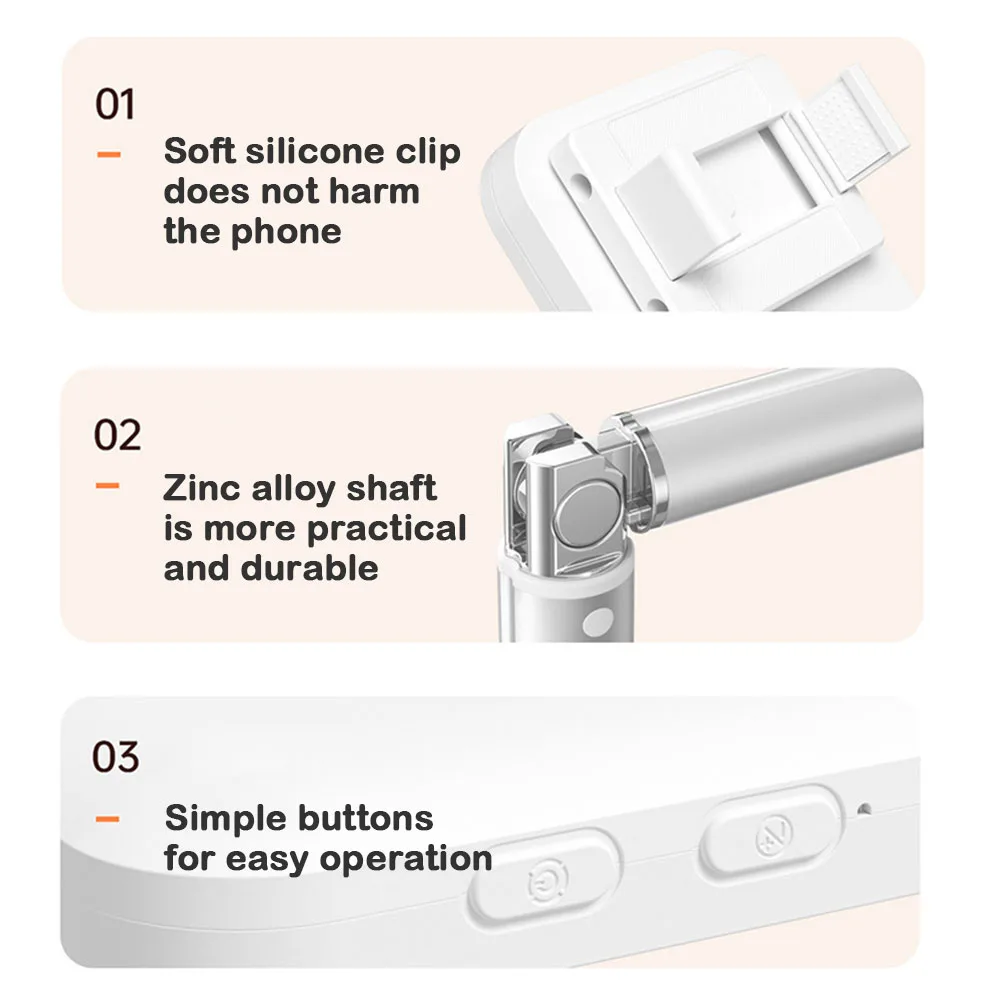 01
Soft silicone clip
does not harm
the phone
02
Zinc alloy shaft
is more practical
and durable
03
Simple buttons
for easy operation